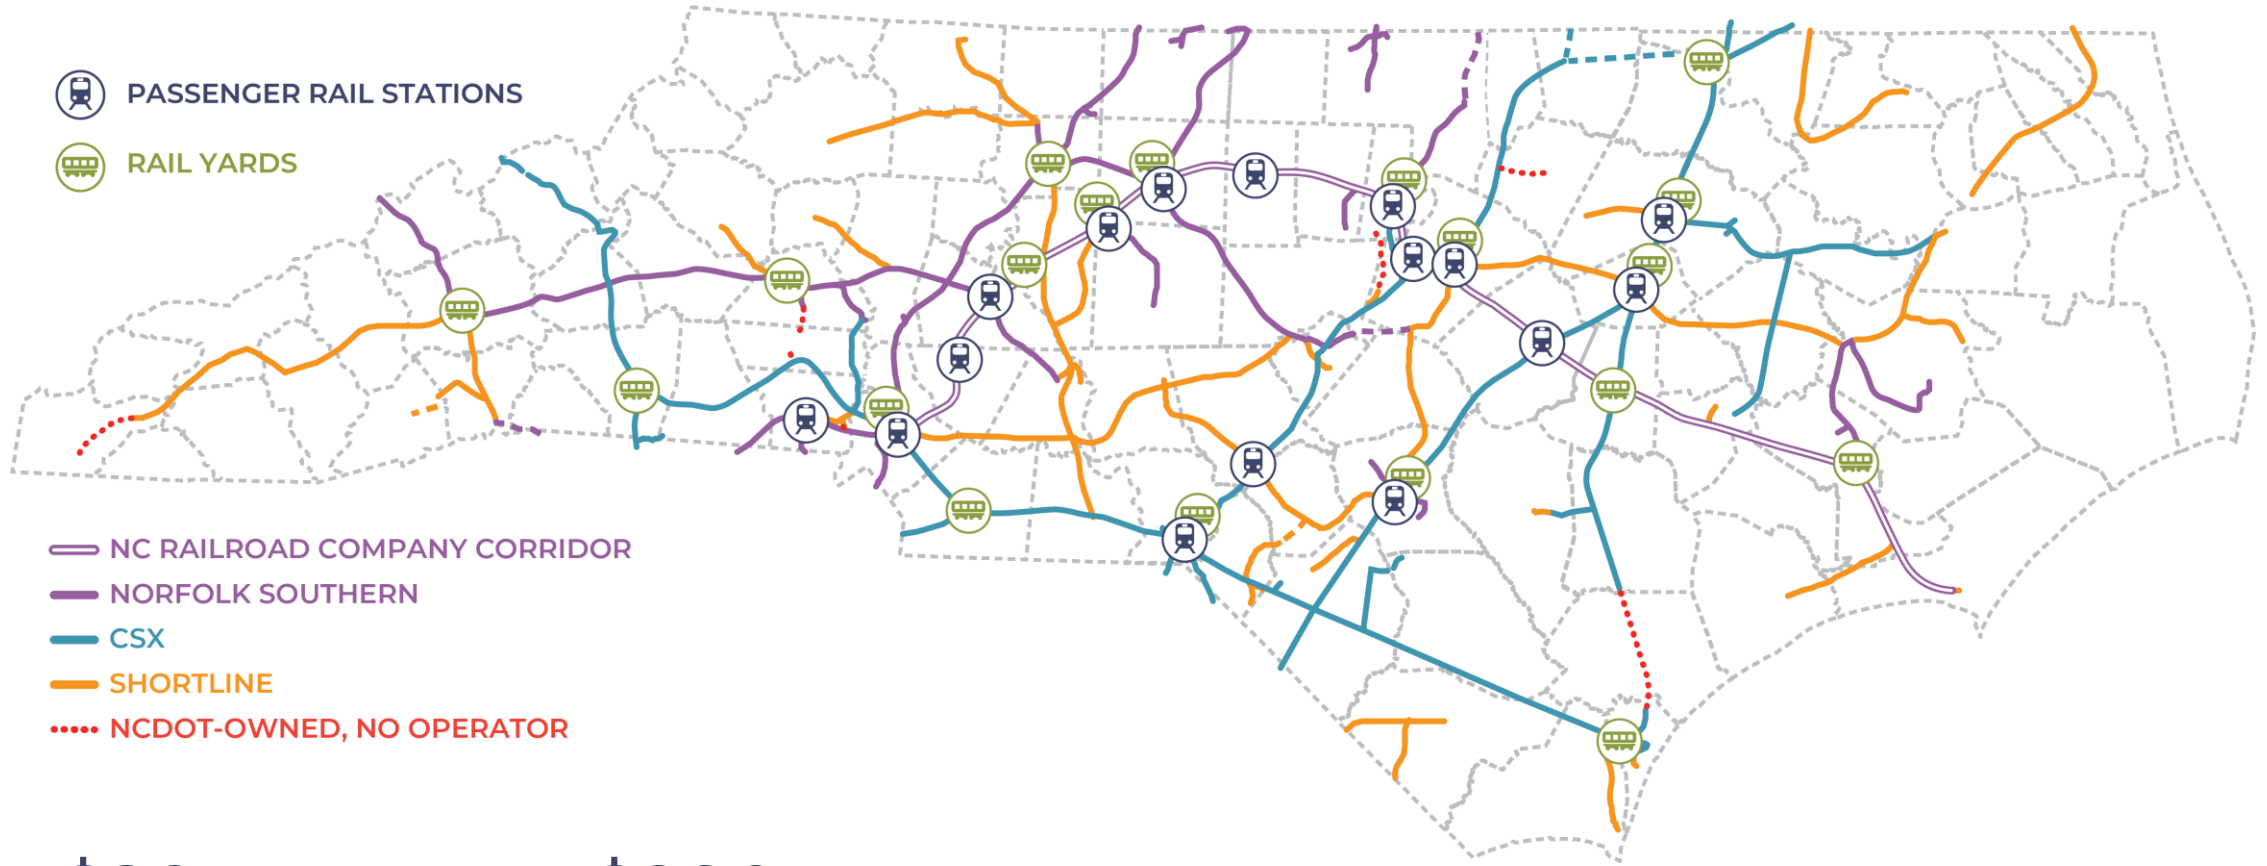 PASSENGER RAIL STATIONS
RAIL YARDS
NC RAILROAD COMPANY CORRIDOR
NORFOLK SOUTHERN
CSX
SHORTLINE
NCDOT-OWNED, NO OPERATOR